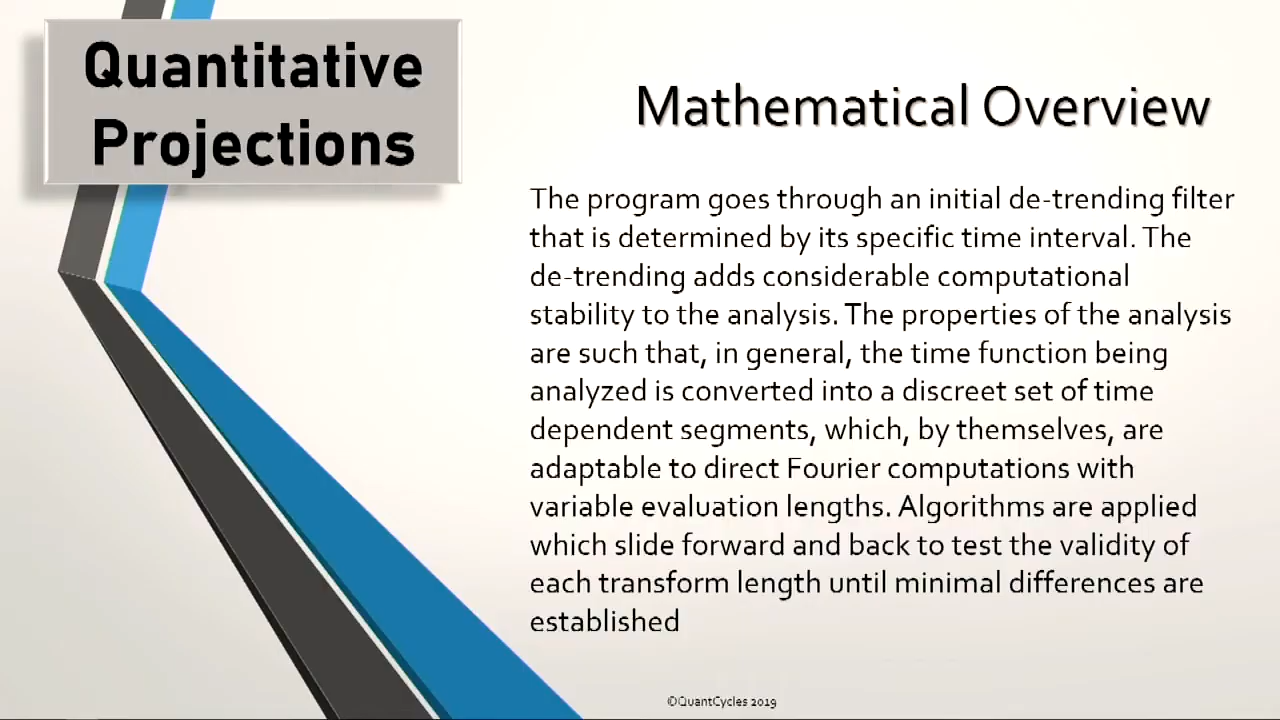 Quantitative
Projections
Mathematical Overview
The program goes through an initial de-trending filter
that is determined by its specific time interval. The
de-trending adds considerable computational
stability to the analysis. The properties of the analysis
are such that, in general, the time function being
analyzed is converted into a discreet set of time
dependent segments, which, by themselves, are
adaptable to direct Fourier computations with
variable evaluation lengths. Algorithms are applied
which slide forward and back to test the validity of
each transform length until minimal differences are
established
©QuantCycles 2019